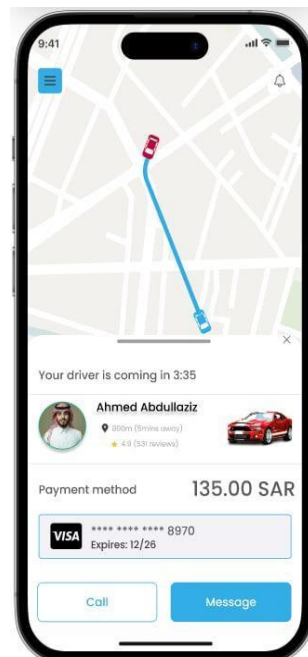 9:41
Your driver is coming in 3:35
Ahmed Abdullaziz
800m (5mins away)
4.9 (531 reviews)
Payment method 135.00 SAR
VISA **** **** **** 8970
Expires: 12/26
Call Message